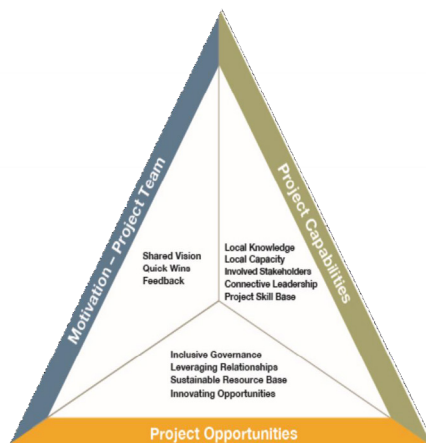 Motivation – Project Team
Project Capabilities
Shared Vision
Quick Wins
Feedback
Local Knowledge
Local Capacity
Involved Stakeholders
Connective Leadership
Project Skill Base
Inclusive Governance
Leveraging Relationships
Sustainable Resource Base
Innovating Opportunities
Project Opportunities